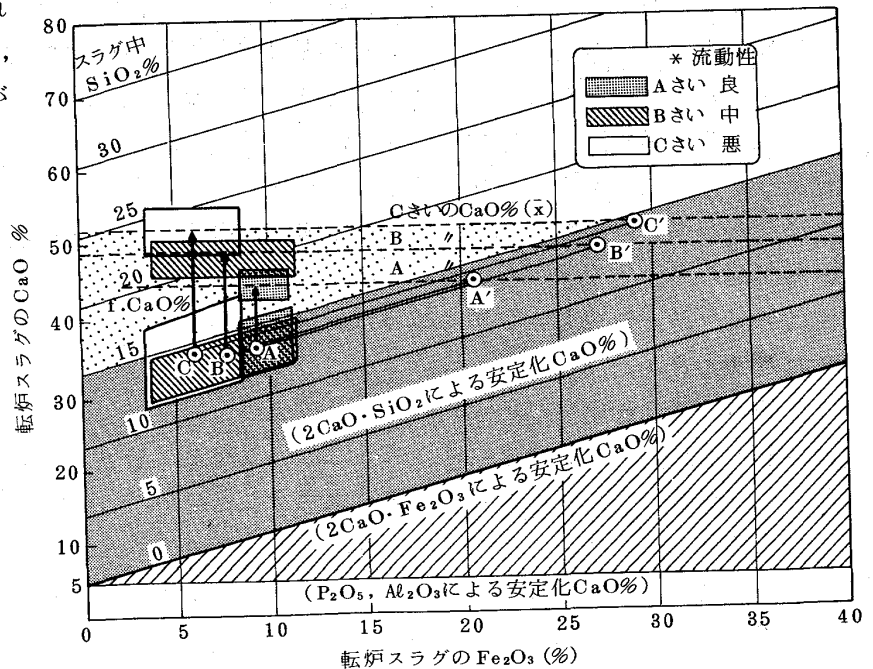 れ
，
が
転炉スラグのCaO %
80
70
60
50
40
30
20
10
5
スラグ中
SiO₂%
30
25
20
15
10
5
0
r.CaO%
* 流動性
Aさい 良
Bさい 中
Cさい 悪
CさいのCaO%(x̄)
B 〃
A 〃
C'
B'
A'
C
B
A
(2CaO·SiO₂による安定化CaO%)
(2CaO·Fe₂O₃による安定化CaO%)
(P₂O₅, Al₂O₃による安定化CaO%)
0 5 10 15 20 25 30 35 40
転炉スラグのFe₂O₃(%)